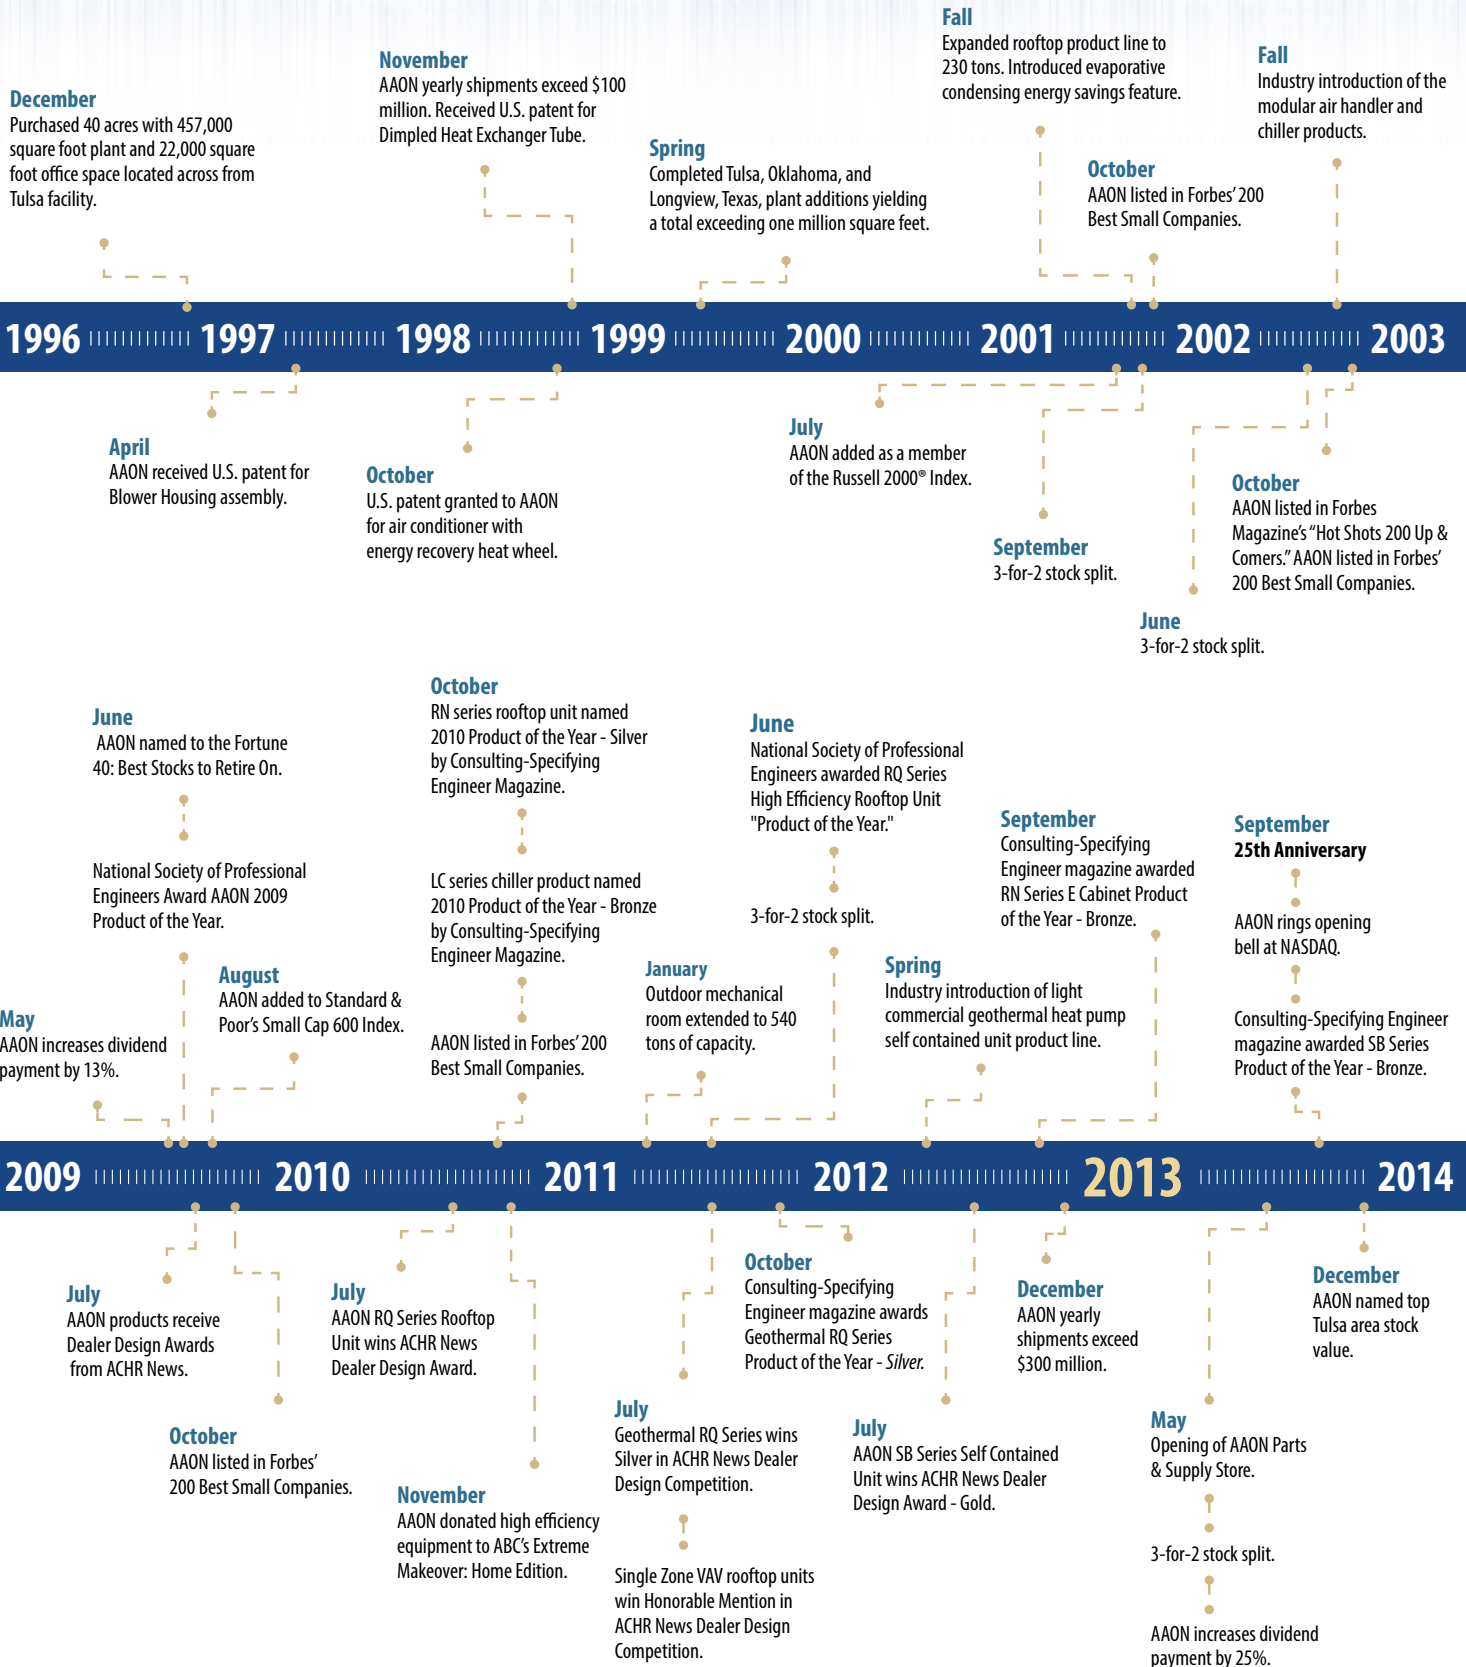 December
Purchased 40 acres with 457,000
square foot plant and 22,000 square
foot office space located across from
Tulsa facility.
November
AAON yearly shipments exceed $100
million. Received U.S. patent for
Dimpled Heat Exchanger Tube.
Spring
Completed Tulsa, Oklahoma, and
Longview, Texas, plant additions yielding
a total exceeding one million square feet.
Fall
Expanded rooftop product line to
230 tons. Introduced evaporative
condensing energy savings feature.
October
AAON listed in Forbes’ 200
Best Small Companies.
Fall
Industry introduction of the
modular air handler and
chiller products.
1996 1997 1998 1999 2000 2001 2002 2003
April
AAON received U.S. patent for
Blower Housing assembly.
October
U.S. patent granted to AAON
for air conditioner with
energy recovery heat wheel.
July
AAON added as a member
of the Russell 2000® Index.
September
3-for-2 stock split.
June
3-for-2 stock split.
October
AAON listed in Forbes
Magazine’s “Hot Shots 200 Up &
Comers.” AAON listed in Forbes’
200 Best Small Companies.
May
AAON increases dividend
payment by 13%.
June
AAON named to the Fortune
40: Best Stocks to Retire On.
National Society of Professional
Engineers Award AAON 2009
Product of the Year.
August
AAON added to Standard &
Poor’s Small Cap 600 Index.
October
RN series rooftop unit named
2010 Product of the Year - Silver
by Consulting-Specifying
Engineer Magazine.
LC series chiller product named
2010 Product of the Year - Bronze
by Consulting-Specifying
Engineer Magazine.
AAON listed in Forbes’ 200
Best Small Companies.
January
Outdoor mechanical
room extended to 540
tons of capacity.
June
National Society of Professional
Engineers awarded RQ Series
High Efficiency Rooftop Unit
"Product of the Year."
3-for-2 stock split.
Spring
Industry introduction of light
commercial geothermal heat pump
self contained unit product line.
September
Consulting-Specifying
Engineer magazine awarded
RN Series E Cabinet Product
of the Year - Bronze.
September
25th Anniversary
AAON rings opening
bell at NASDAQ.
Consulting-Specifying Engineer
magazine awarded SB Series
Product of the Year - Bronze.
2009 2010 2011 2012 2013 2014
July
AAON products receive
Dealer Design Awards
from ACHR News.
October
AAON listed in Forbes’
200 Best Small Companies.
July
AAON RQ Series Rooftop
Unit wins ACHR News
Dealer Design Award.
November
AAON donated high efficiency
equipment to ABC’s Extreme
Makeover: Home Edition.
July
Geothermal RQ Series wins
Silver in ACHR News Dealer
Design Competition.
Single Zone VAV rooftop units
win Honorable Mention in
ACHR News Dealer Design
Competition.
October
Consulting-Specifying
Engineer magazine awards
Geothermal RQ Series
Product of the Year - Silver.
July
AAON SB Series Self Contained
Unit wins ACHR News Dealer
Design Award - Gold.
December
AAON yearly
shipments exceed
$300 million.
May
Opening of AAON Parts
& Supply Store.
3-for-2 stock split.
AAON increases dividend
payment by 25%.
December
AAON named top
Tulsa area stock
value.